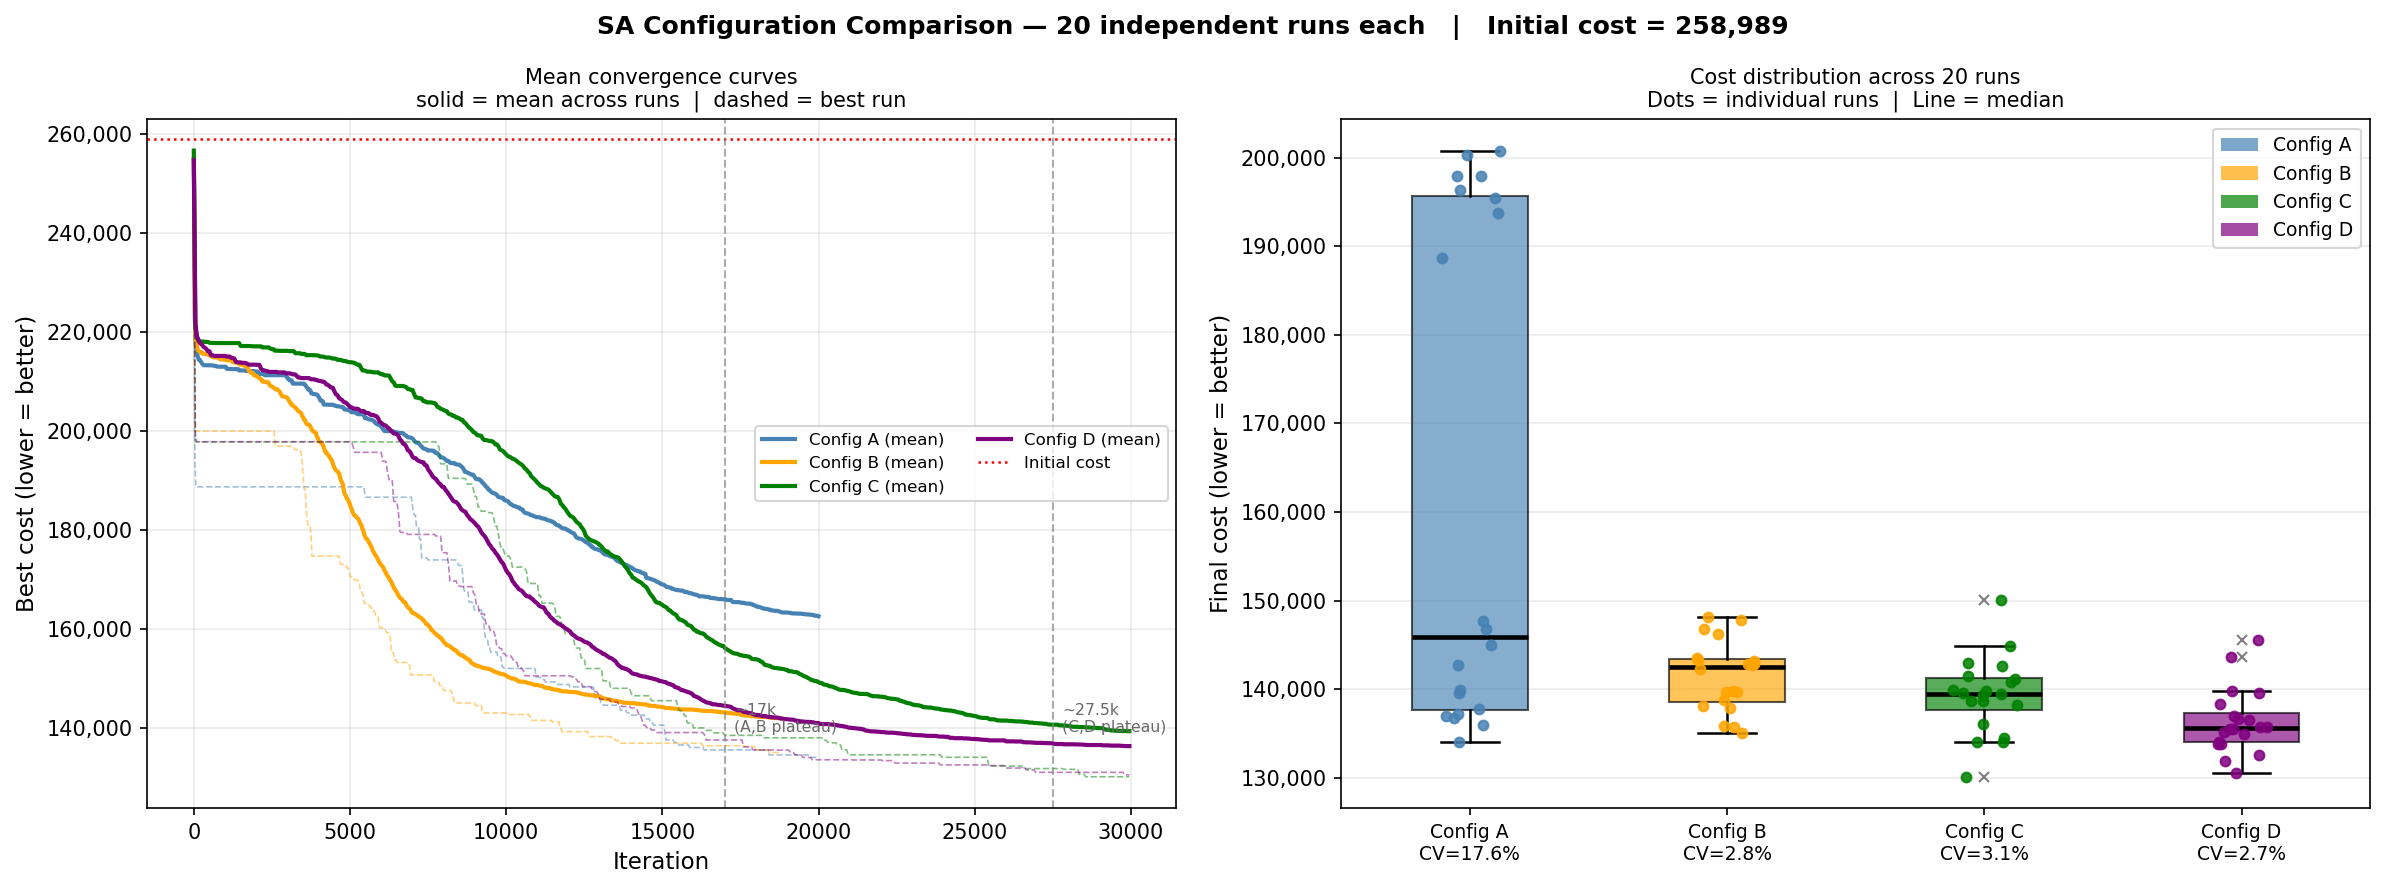 SA Configuration Comparison — 20 independent runs each   |   Initial cost = 258,989
Mean convergence curves
solid = mean across runs  |  dashed = best run
Best cost (lower = better)
260,000
240,000
220,000
200,000
180,000
160,000
140,000
Config A (mean)
Config B (mean)
Config C (mean)
Config D (mean)
Initial cost
~17k
(A,B plateau)
~27.5k
(C,D plateau)
0
5000
10000
15000
20000
25000
30000
Iteration
Cost distribution across 20 runs
Dots = individual runs  |  Line = median
Final cost (lower = better)
200,000
190,000
180,000
170,000
160,000
150,000
140,000
130,000
Config A
Config B
Config C
Config D
Config A
CV=17.6%
Config B
CV=2.8%
Config C
CV=3.1%
Config D
CV=2.7%